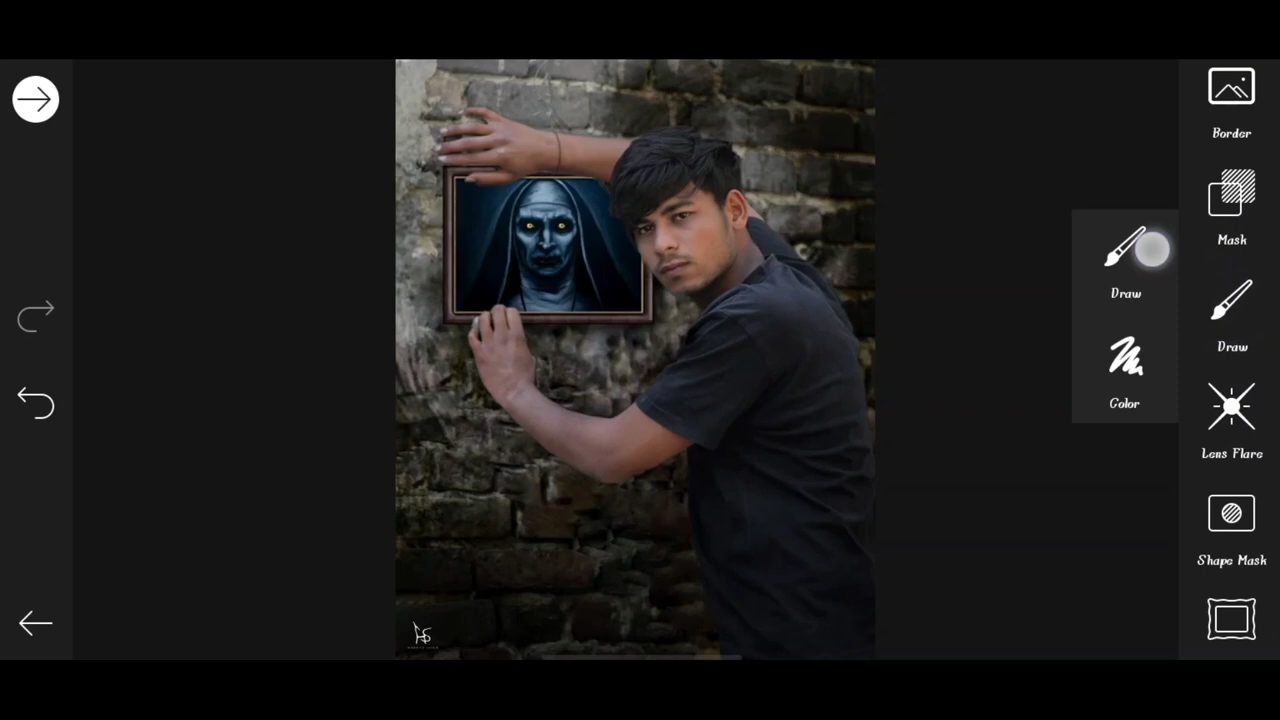 Border
Mask
Draw
Draw
Color
Lens Flare
Shape Mask